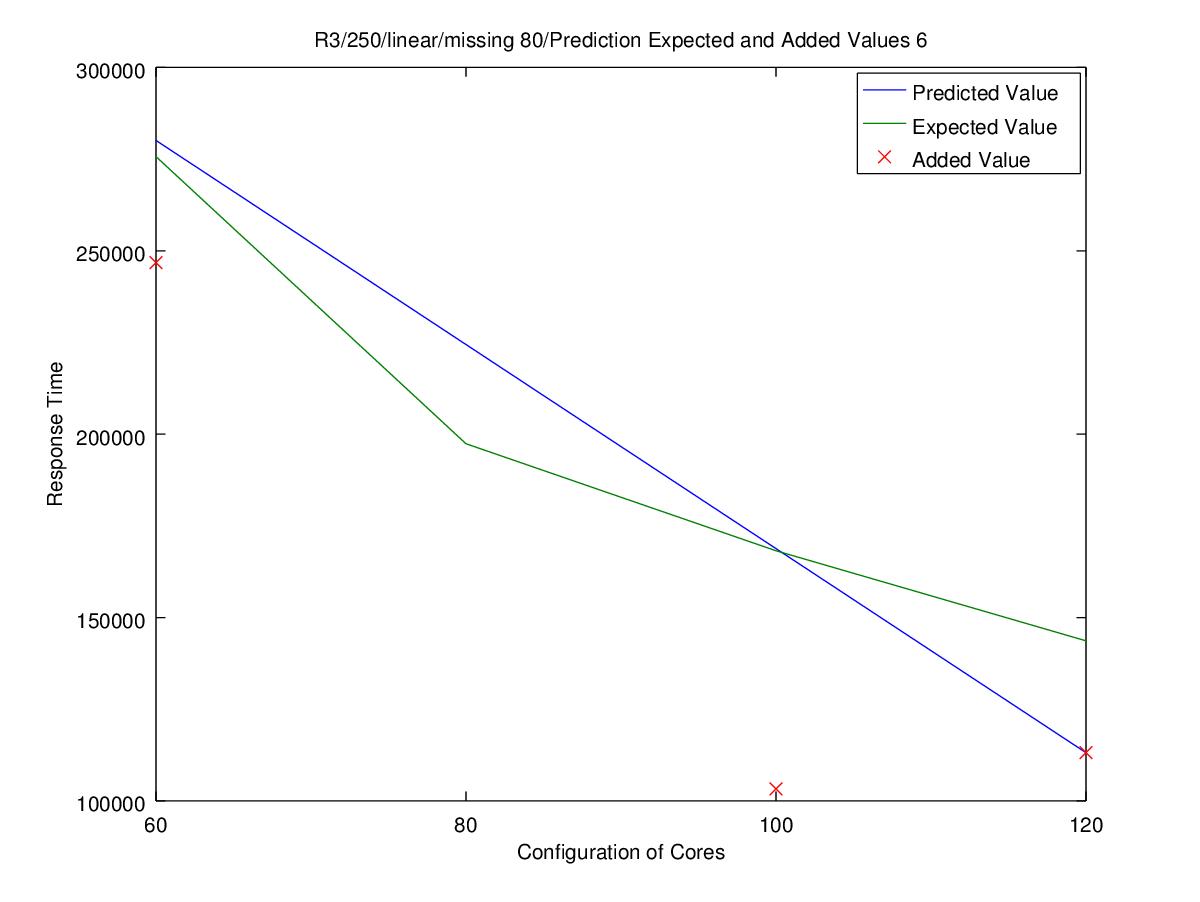 R3/250/linear/missing 80/Prediction Expected and Added Values 6
300000
250000
200000
150000
100000
Response Time
Predicted Value
Expected Value
Added Value
60
80
100
120
Configuration of Cores